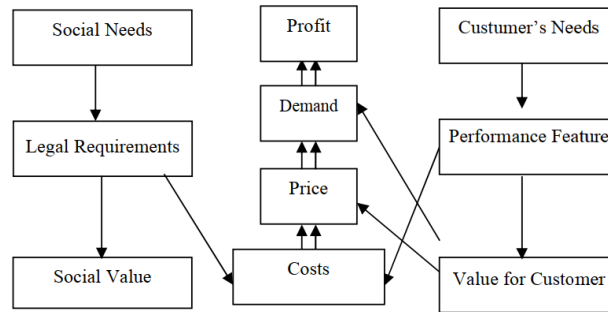 Social Needs
Profit
Custumer's Needs
Demand
Legal Requirements
Performance Feature
Price
Social Value
Costs
Value for Customer